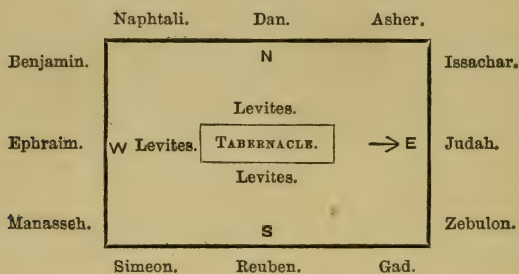 Naphtali. Dan. Asher.
Benjamin. N Issachar.
Levites.
Ephraim. W Levites. TABERNACLE. E Judah.
Levites.
Manasseh. S Zebulon.
Simeon. Reuben. Gad.